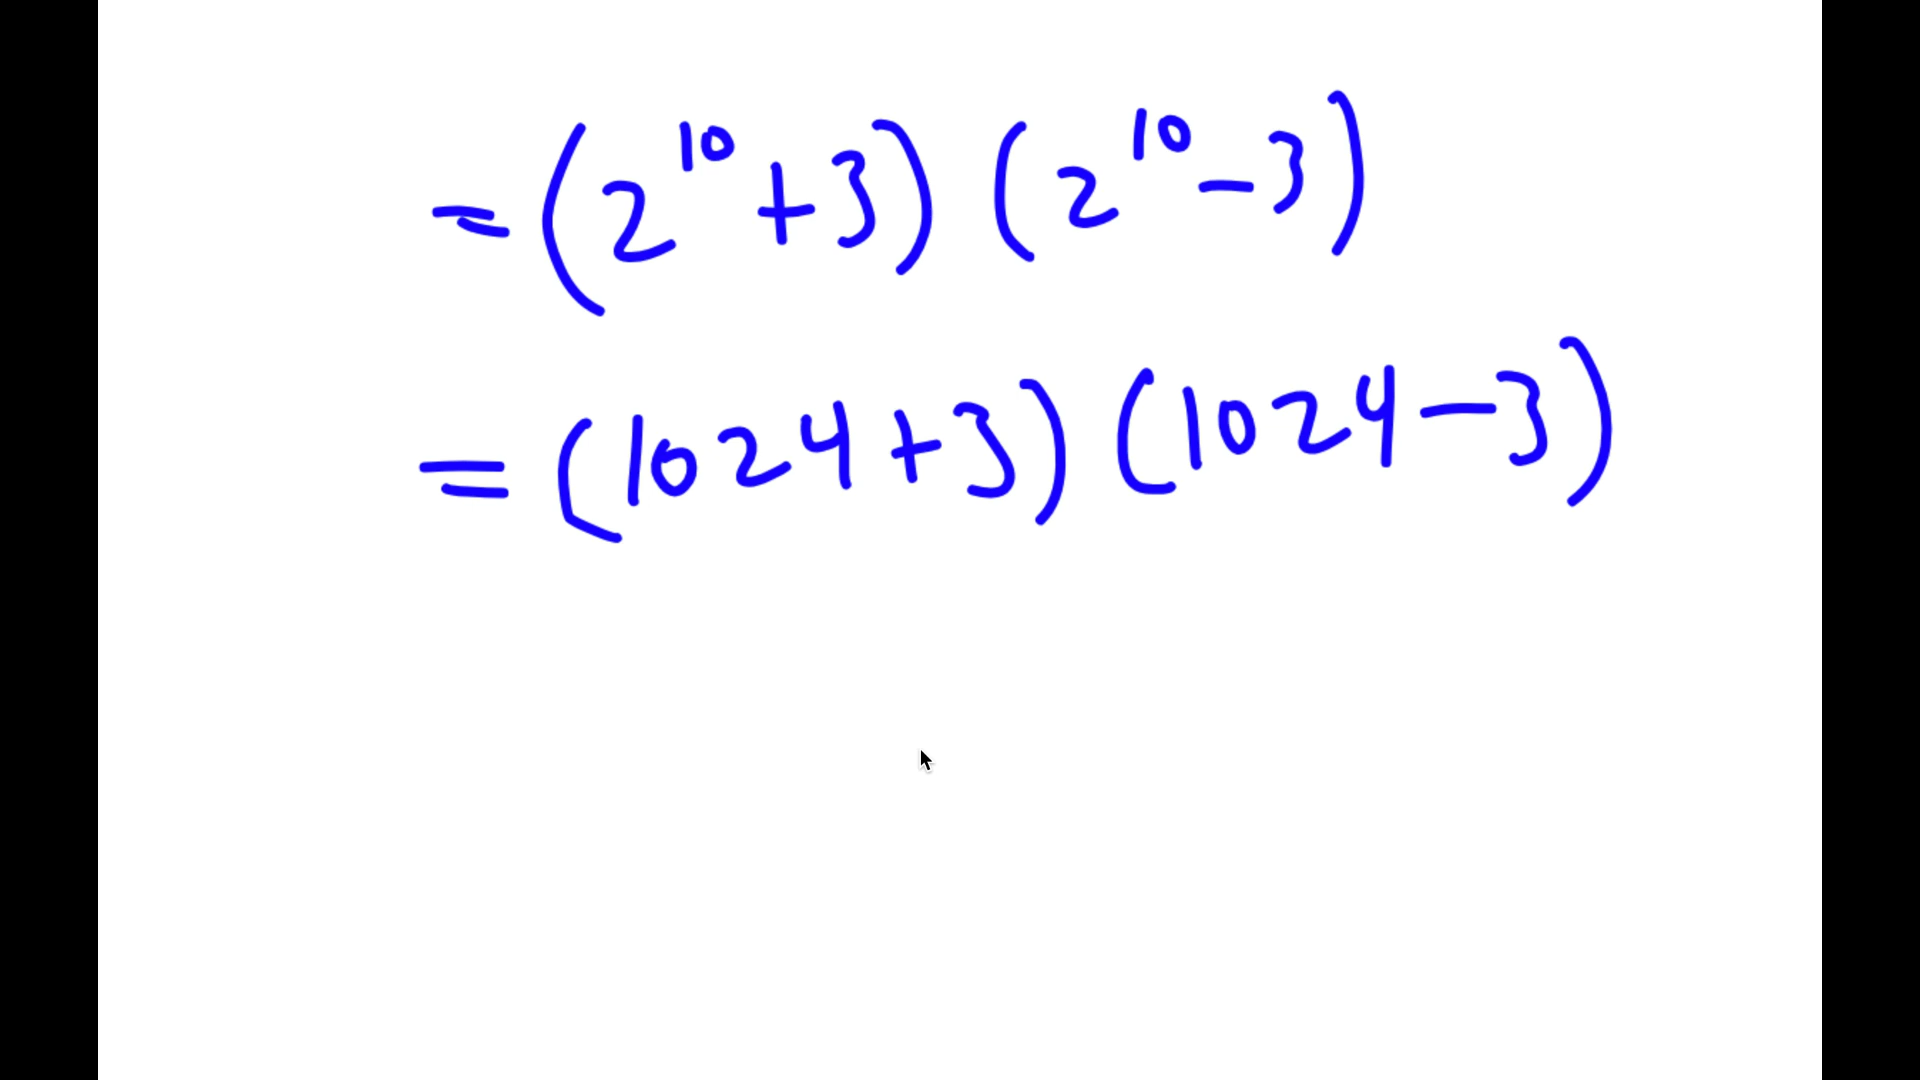 = (2^10 + 3) (2^10 - 3)
= (1024 + 3) (1024 - 3)